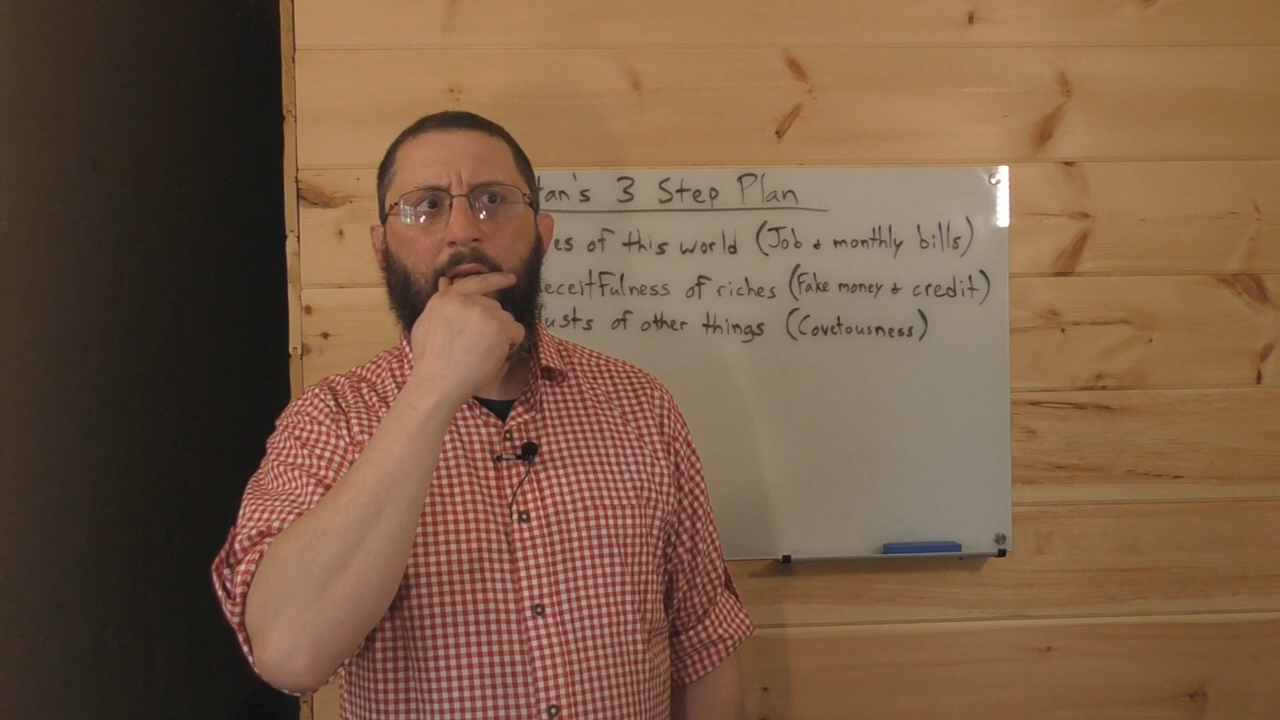 tan's 3 Step Plan
es of this world (Job & monthly bills)
eceitfulness of riches (Fake money & credit)
usts of other things (Covetousness)